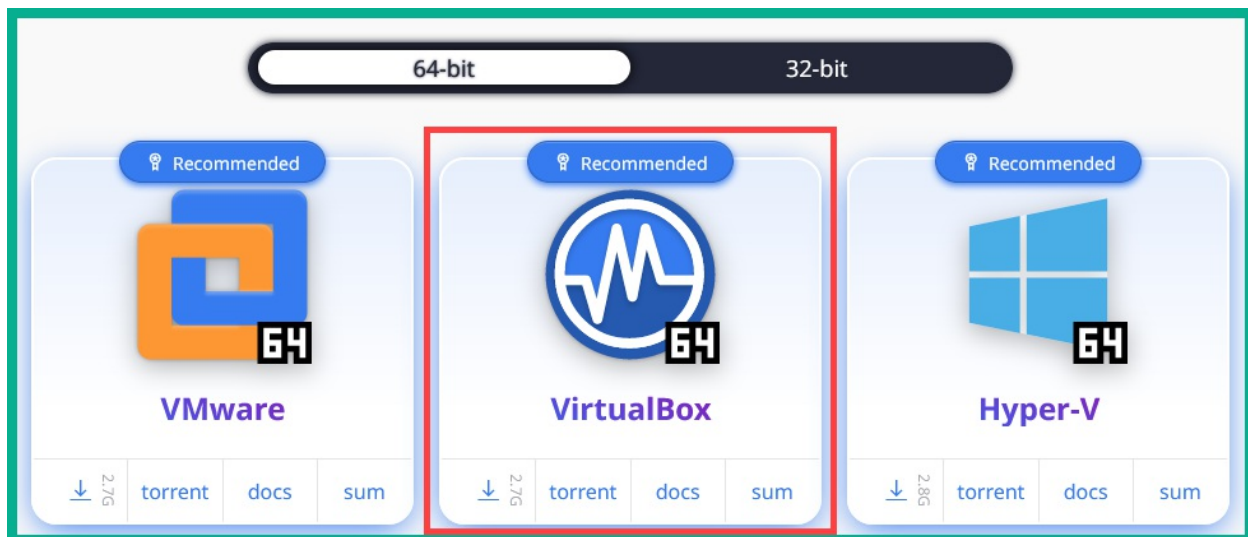 64-bit 32-bit
Recommended Recommended Recommended
64 64 64
VMware VirtualBox Hyper-V
2.7G torrent docs sum 2.7G torrent docs sum 2.8G torrent docs sum